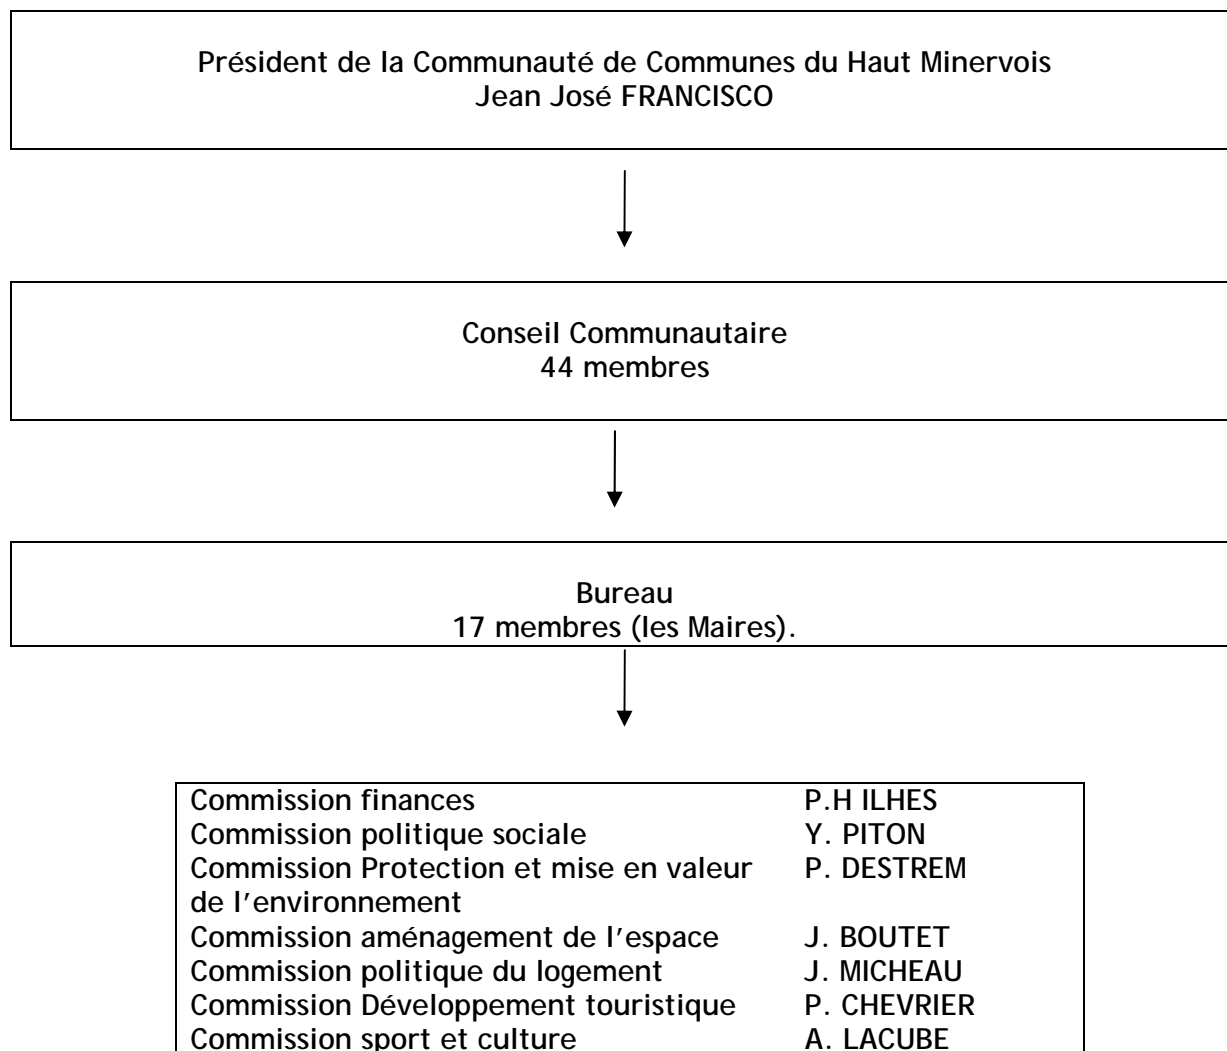 Président de la Communauté de Communes du Haut Minervois
Jean José FRANCISCO
Conseil Communautaire
44 membres
Bureau
17 membres (les Maires).
Commission finances P.H ILHES
Commission politique sociale Y. PITON
Commission Protection et mise en valeur P. DESTREM
de l’environnement
Commission aménagement de l’espace J. BOUTET
Commission politique du logement J. MICHEAU
Commission Développement touristique P. CHEVRIER
Commission sport et culture A. LACUBE